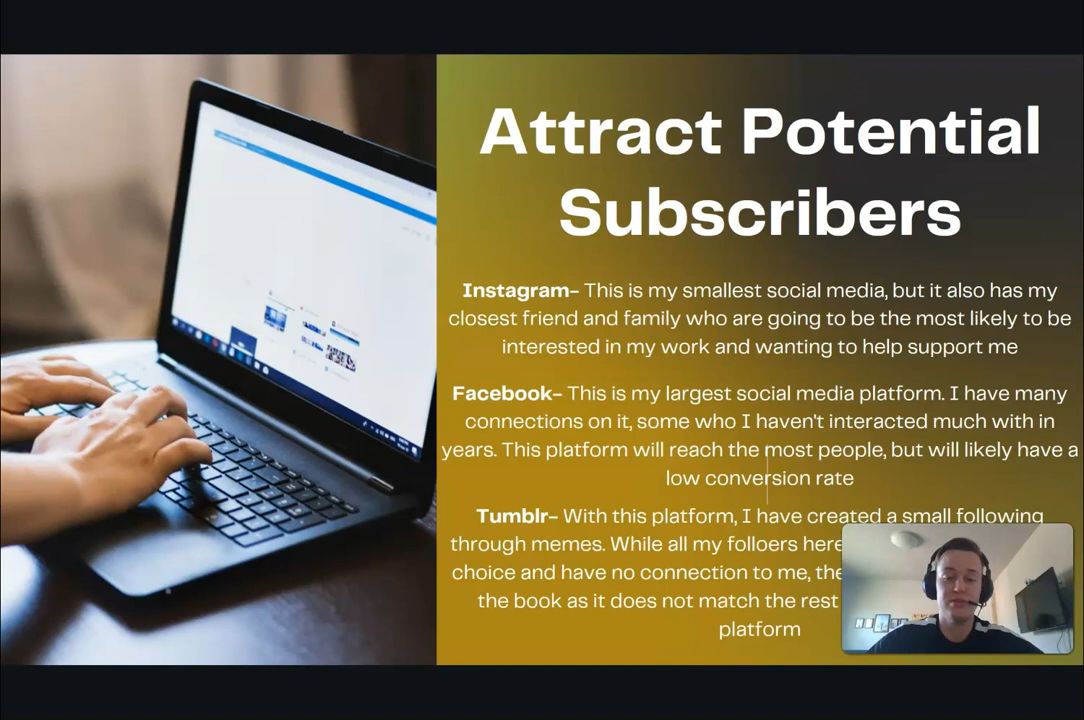 Attract Potential
Subscribers
Instagram- This is my smallest social media, but it also has my
closest friend and family who are going to be the most likely to be
interested in my work and wanting to help support me
Facebook- This is my largest social media platform. I have many
connections on it, some who I haven't interacted much with in
years. This platform will reach the most people, but will likely have a
low conversion rate
Tumblr- With this platform, I have created a small following
through memes. While all my folloers here
choice and have no connection to me,
the book as it does not match the rest
platform